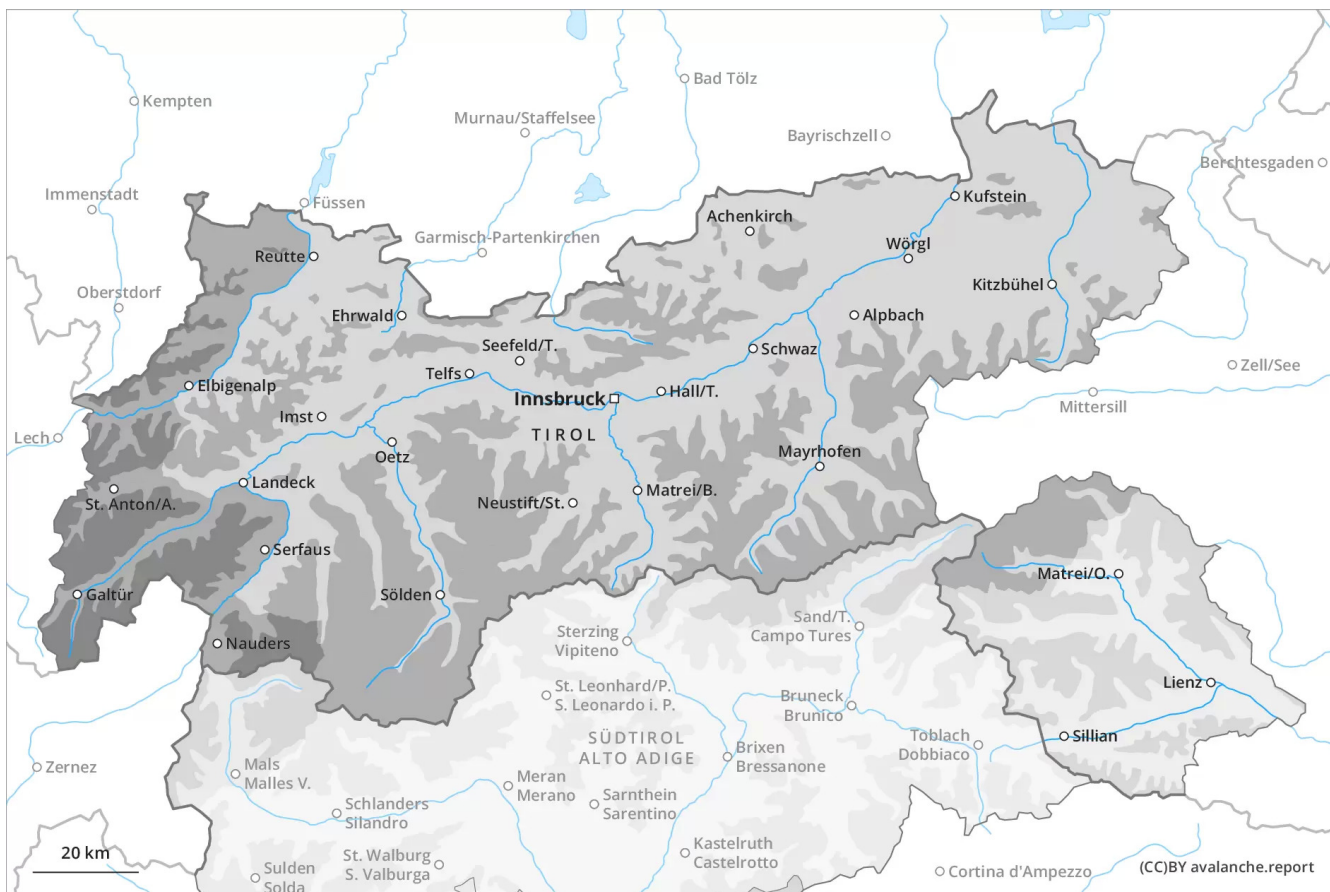 Bad Tölz
Kempten
Murnau/Staffelsee
Bayrischzell
Berchtesgaden
Immenstadt
Füssen
Kufstein
Achenkirch
Garmisch-Partenkirchen
Wörgl
Reutte
Kitzbühel
Oberstdorf
Ehrwald
Alpbach
Seefeld/T.
Schwaz
Zell/See
Telfs
Elbigenalp
Hall/T.
Innsbruck
Mittersill
Imst
TIROL
Lech
Oetz
Mayrhofen
Landeck
Matrei/B.
St. Anton/A.
Neustift/St.
Serfaus
Matrei/O.
Galtür
Sölden
Sand/T.
Campo Tures
Sterzing
Vipiteno
Nauders
Lienz
St. Leonhard/P.
S. Leonardo i. P.
Bruneck
Brunico
SÜDTIROL
ALTO ADIGE
Toblach
Dobbiaco
Sillian
Brixen
Bressanone
Zernez
Mals
Malles V.
Meran
Merano
Schlanders
Silandro
Sarnthein
Sarentino
Kastelruth
Castelrotto
20 km
St. Walburg
S. Valburga
Sulden
Solda
Cortina d'Ampezzo
(CC)BY avalanche.report